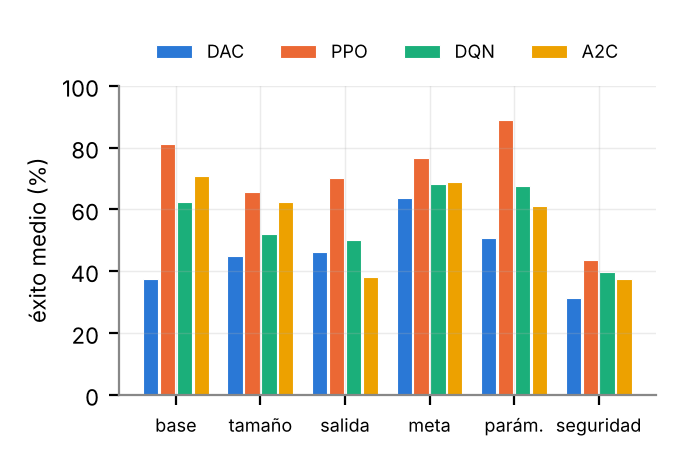 DAC PPO DQN A2C
100
80
60
40
20
0
éxito medio (%)
base tamaño salida meta parám. seguridad